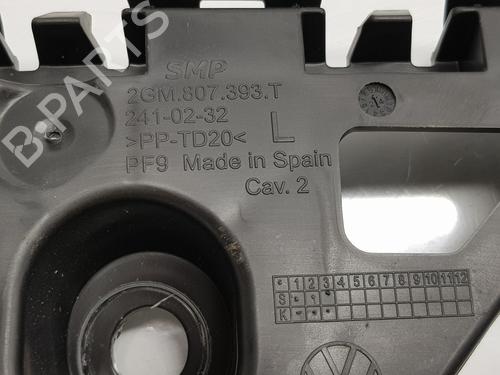 SMP
2GM.807.393.T
241-02-32
>PP-TD20< L
PF9 Made in Spain
Cav. 2
1 2 3 4 5 6 7 8 9 10 11 12
S
K
B-PARTS